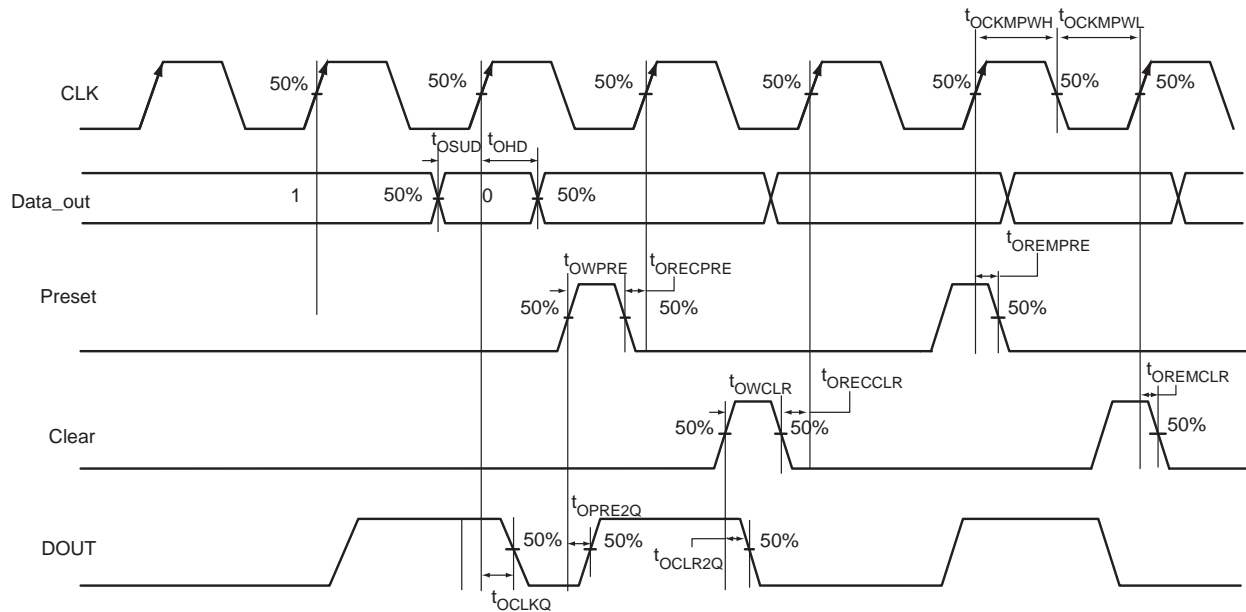 tOCKMPWH tOCKMPWL
CLK 50% 50% 50% 50% 50% 50% 50%
tOSUD tOHD
Data_out 1 50% 0 50%
tOREMPRE
tOWPRE tORECPRE
Preset 50% 50% 50%
tOWCLR tORECCLR tOREMCLR
Clear 50% 50% 50%
tOPRE2Q
DOUT 50% 50% tOCLR2Q 50%
tOCLKQ